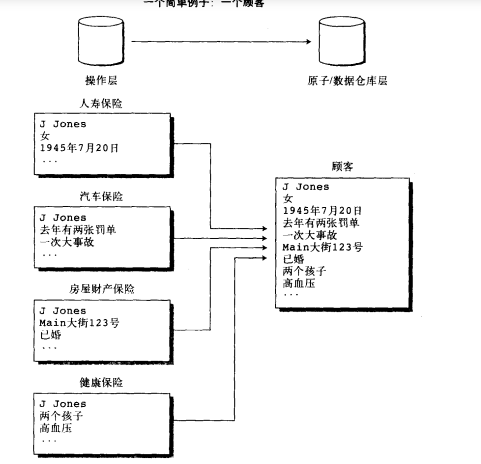 一个简单例子：一个顾客
操作层
原子/数据仓库层
人寿保险
J Jones
女
1945年7月20日
...
汽车保险
J Jones
去年有两张罚单
一次大事故
...
房屋财产保险
J Jones
Main大街123号
已婚
...
健康保险
J Jones
两个孩子
高血压
...
顾客
J Jones
女
1945年7月20日
去年有两张罚单
一次大事故
Main大街123号
已婚
两个孩子
高血压
...